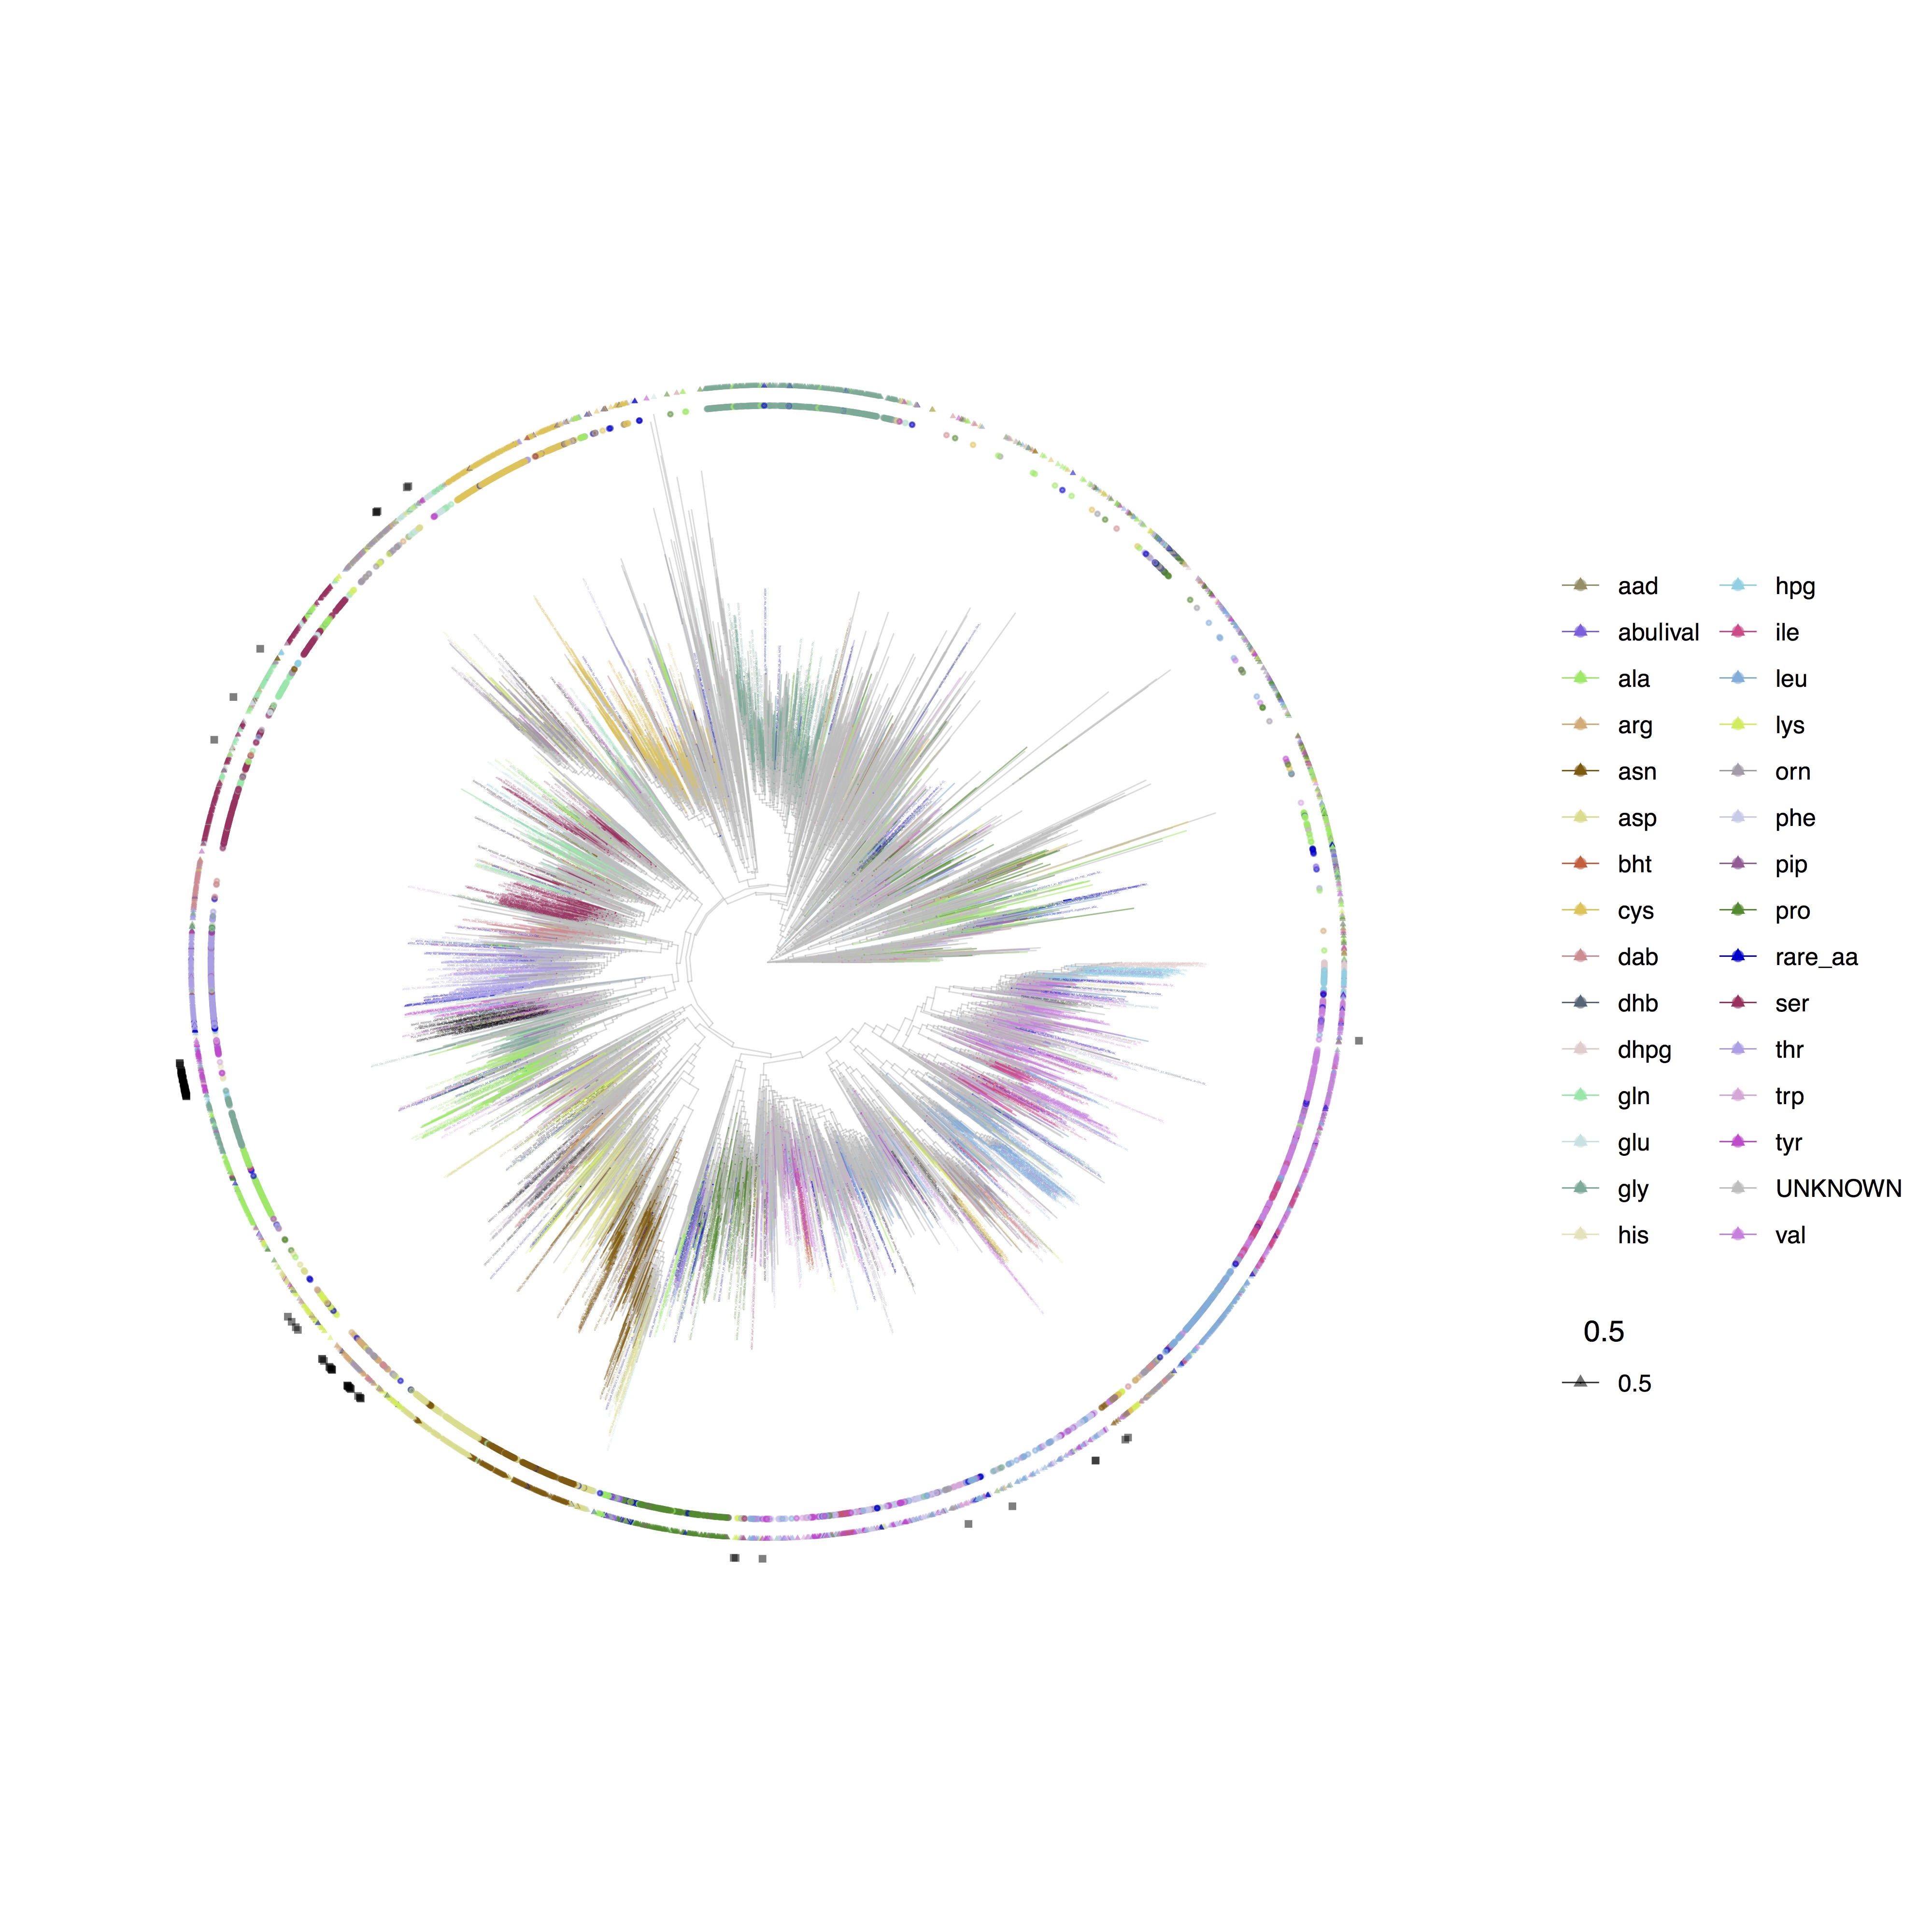 aad
abulival
ala
arg
asn
asp
bht
cys
dab
dhb
dhpg
gln
glu
gly
his
hpg
ile
leu
lys
orn
phe
pip
pro
rare_aa
ser
thr
trp
tyr
UNKNOWN
val
0.5
0.5